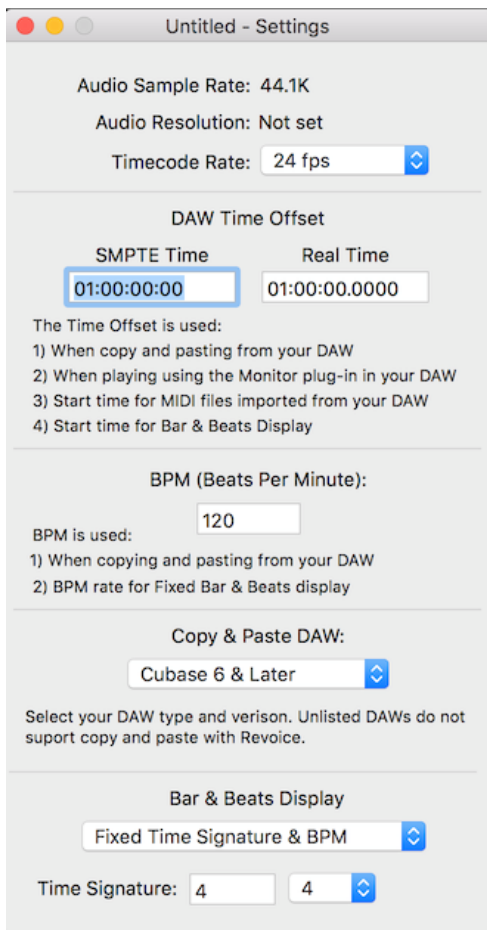 Untitled - Settings
Audio Sample Rate: 44.1K
Audio Resolution: Not set
Timecode Rate: 24 fps
DAW Time Offset
SMPTE Time Real Time
01:00:00:00 01:00:00.0000
The Time Offset is used:
1) When copy and pasting from your DAW
2) When playing using the Monitor plug-in in your DAW
3) Start time for MIDI files imported from your DAW
4) Start time for Bar & Beats Display
BPM (Beats Per Minute):
120
BPM is used:
1) When copying and pasting from your DAW
2) BPM rate for Fixed Bar & Beats display
Copy & Paste DAW:
Cubase 6 & Later
Select your DAW type and verison. Unlisted DAWs do not
suport copy and paste with Revoice.
Bar & Beats Display
Fixed Time Signature & BPM
Time Signature: 4 4